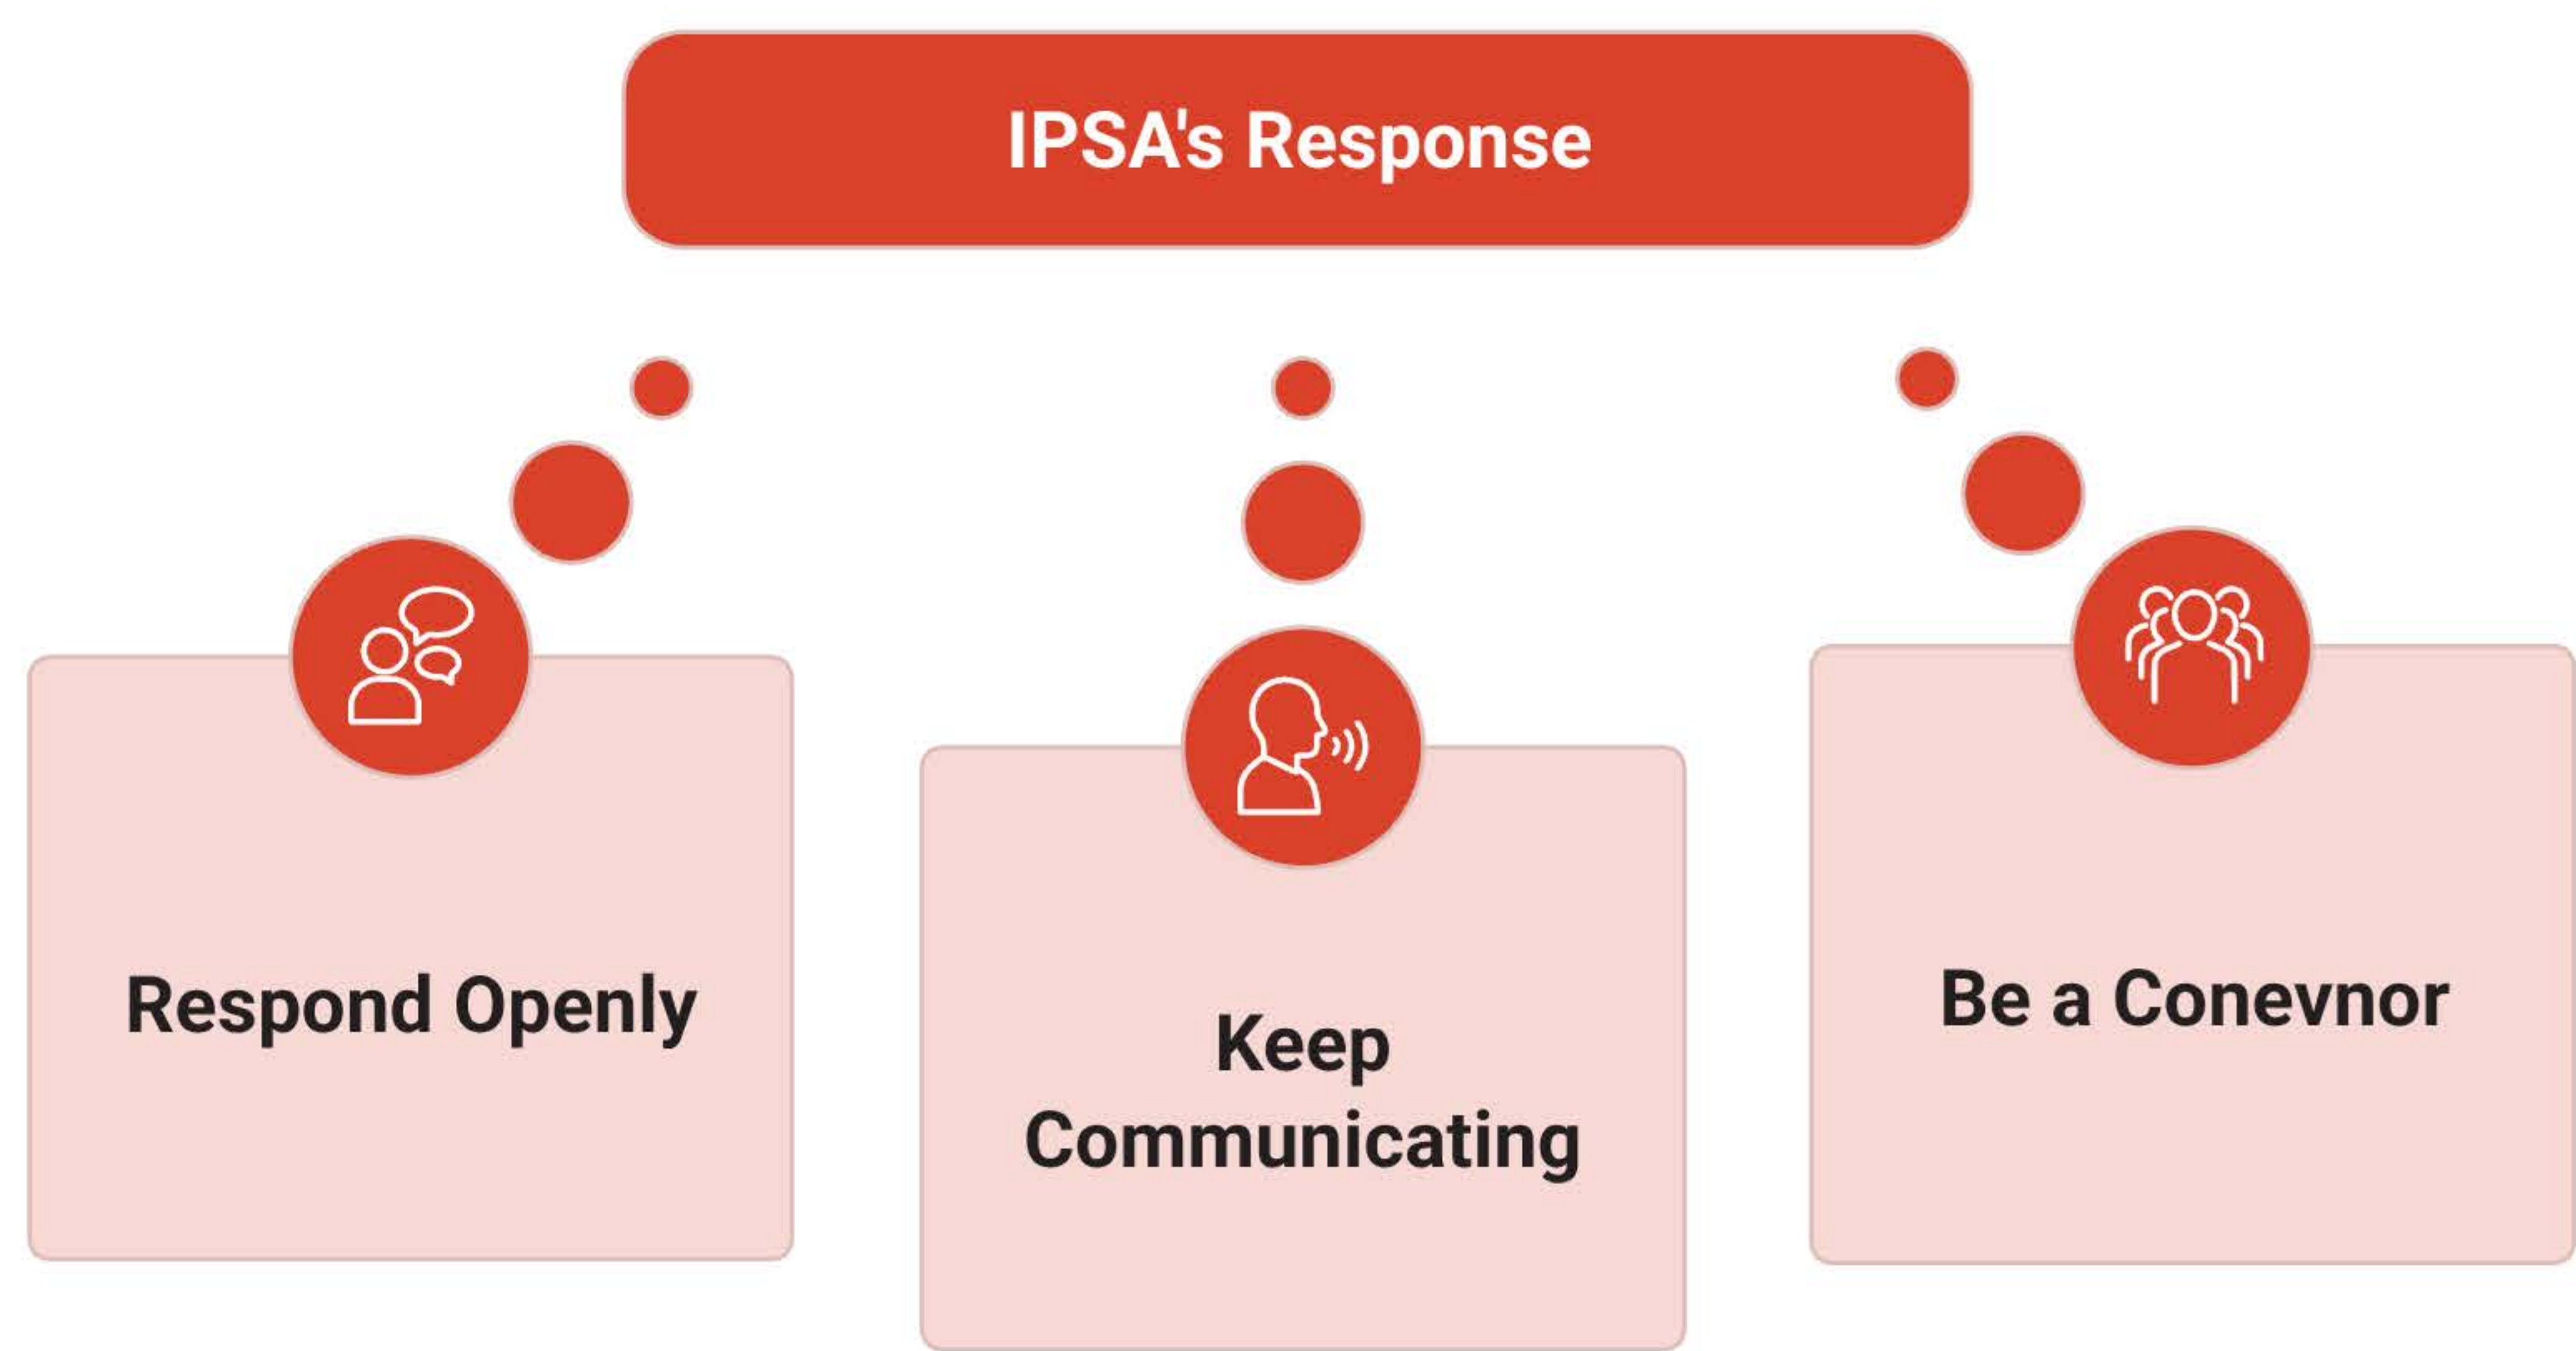 IPSA's Response
Respond Openly
Keep
Communicating
Be a Conevnor